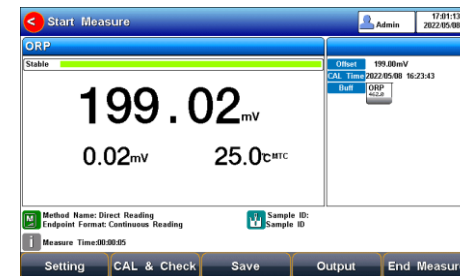 Start Measure
Admin
17:01:13
2022/05/08
ORP
Stable
199.02mV
0.02mV
25.0℃MTC
Offset 199.00mV
CAL Time 2022/05/08 16:23:43
Buff ORP
462.0
M
Method Name: Direct Reading
Endpoint Format: Continuous Reading
Sample ID:
Sample ID
i
Measure Time:00:00:05
Setting
CAL & Check
Save
Output
End Measur